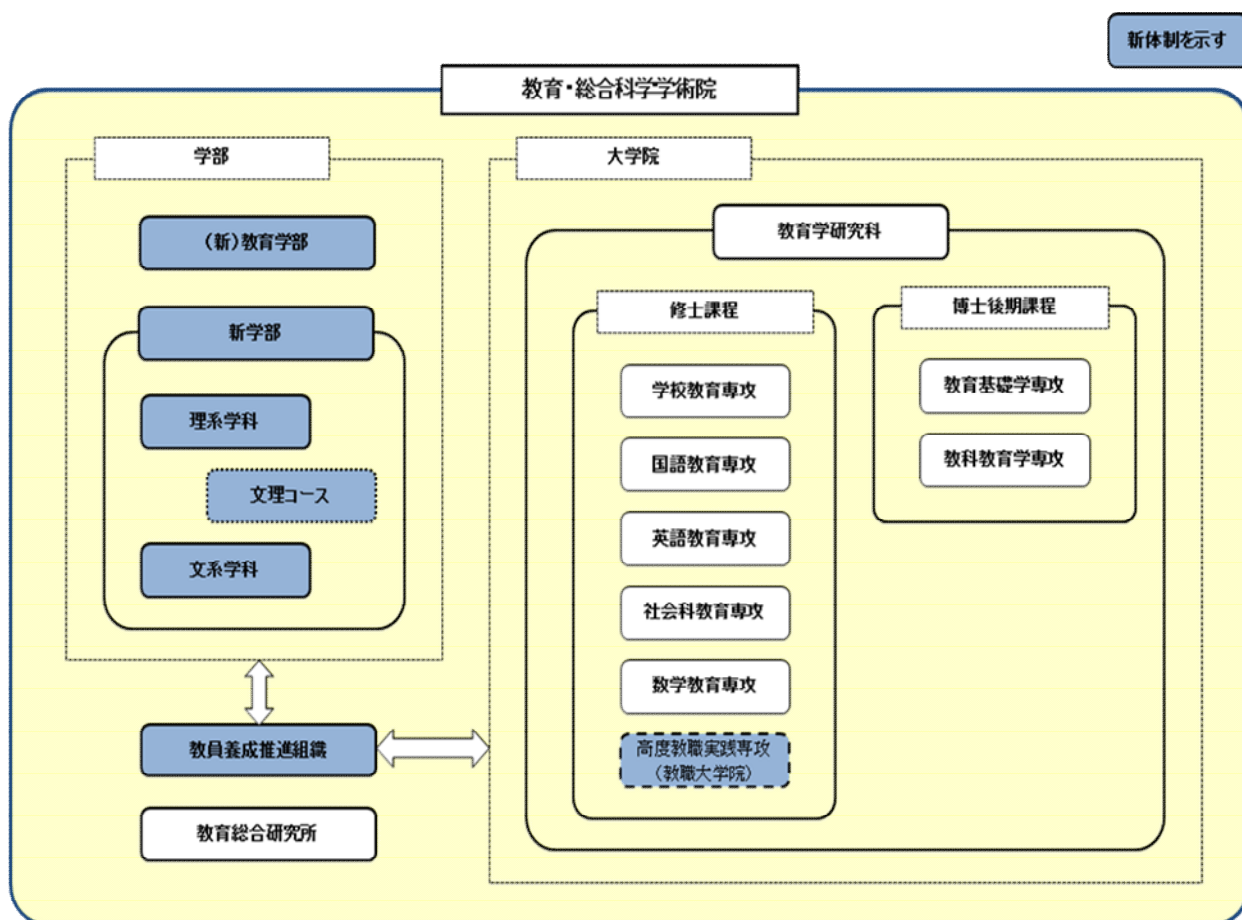 新体制を示す
教育・総合科学学術院
学部
(新)教育学部
新学部
理系学科
文理コース
文系学科
教員養成推進組織
教育総合研究所
大学院
教育学研究科
修士課程
学校教育専攻
国語教育専攻
英語教育専攻
社会科教育専攻
数学教育専攻
高度教職実践専攻
(教職大学院)
博士後期課程
教育基礎学専攻
教科教育学専攻